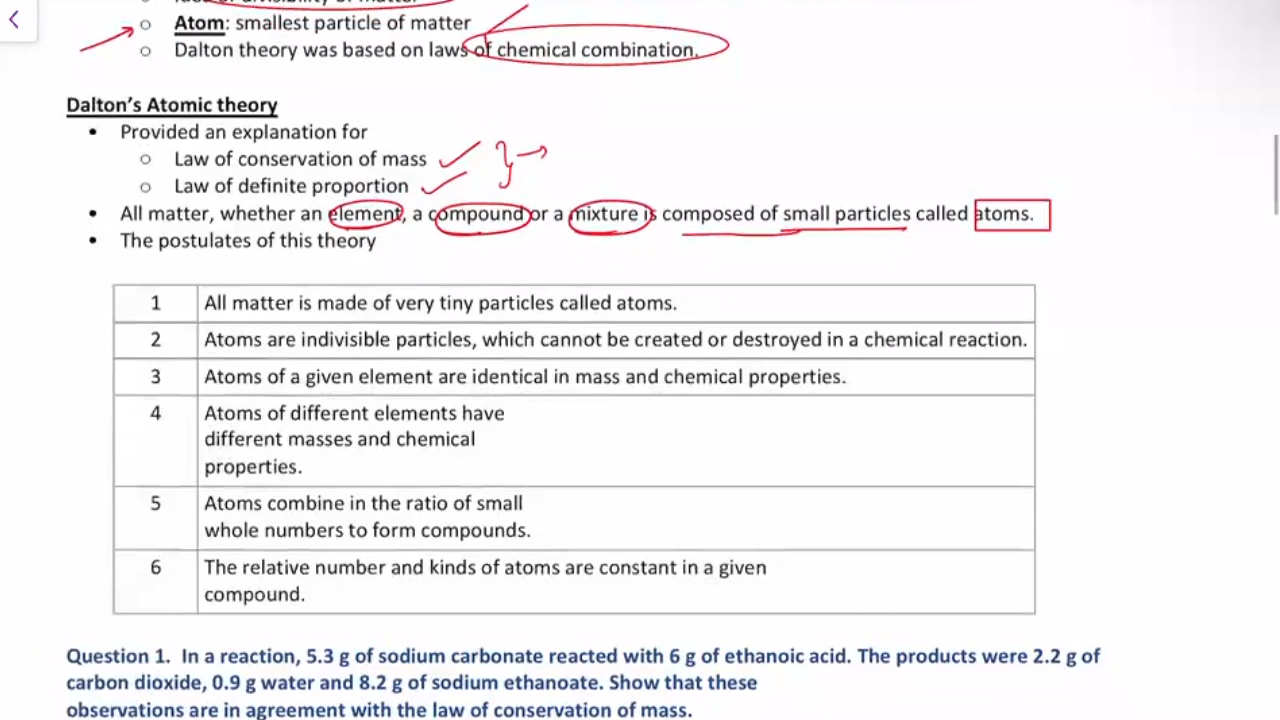 Atom: smallest particle of matter
Dalton theory was based on laws of chemical combination.
Dalton's Atomic theory
Provided an explanation for
Law of conservation of mass
Law of definite proportion
All matter, whether an element, a compound or a mixture is composed of small particles called atoms.
The postulates of this theory
1 All matter is made of very tiny particles called atoms.
2 Atoms are indivisible particles, which cannot be created or destroyed in a chemical reaction.
3 Atoms of a given element are identical in mass and chemical properties.
4 Atoms of different elements have
different masses and chemical
properties.
5 Atoms combine in the ratio of small
whole numbers to form compounds.
6 The relative number and kinds of atoms are constant in a given
compound.
Question 1. In a reaction, 5.3 g of sodium carbonate reacted with 6 g of ethanoic acid. The products were 2.2 g of
carbon dioxide, 0.9 g water and 8.2 g of sodium ethanoate. Show that these
observations are in agreement with the law of conservation of mass.